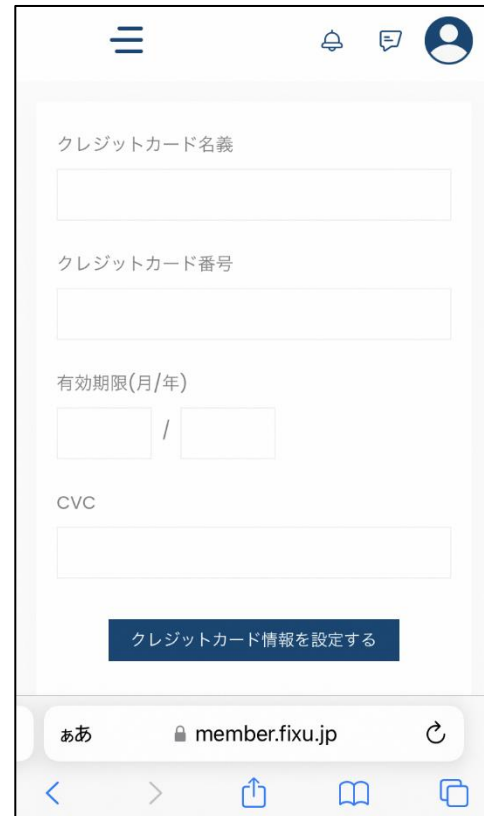 クレジットカード名義
クレジットカード番号
有効期限(月/年)
/
CVC
クレジットカード情報を設定する
ぁあ member.fixu.jp